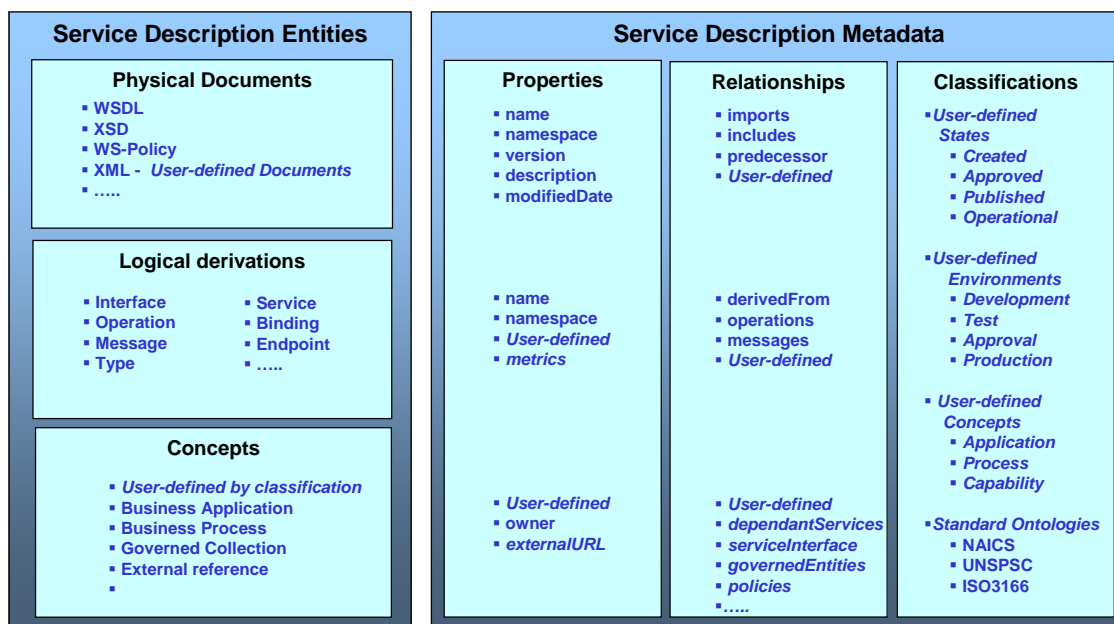 Service Description Entities
Physical Documents
▪ WSDL
▪ XSD
▪ WS-Policy
▪ XML - User-defined Documents
▪ .....
Logical derivations
▪ Interface
▪ Operation
▪ Message
▪ Type
▪ Service
▪ Binding
▪ Endpoint
▪ .....
Concepts
▪ User-defined by classification
▪ Business Application
▪ Business Process
▪ Governed Collection
▪ External reference
▪
Service Description Metadata
Properties
▪ name
▪ namespace
▪ version
▪ description
▪ modifiedDate
▪ name
▪ namespace
▪ User-defined
▪ metrics
▪ User-defined
▪ owner
▪ externalURL
Relationships
▪ imports
▪ includes
▪ predecessor
▪ User-defined
▪ derivedFrom
▪ operations
▪ messages
▪ User-defined
▪ User-defined
▪ dependantServices
▪ serviceInterface
▪ governedEntities
▪ policies
▪ .....
Classifications
▪ User-defined
States
▪ Created
▪ Approved
▪ Published
▪ Operational
▪ User-defined
Environments
▪ Development
▪ Test
▪ Approval
▪ Production
▪ User-defined
Concepts
▪ Application
▪ Process
▪ Capability
▪ Standard Ontologies
▪ NAICS
▪ UNSPSC
▪ ISO3166